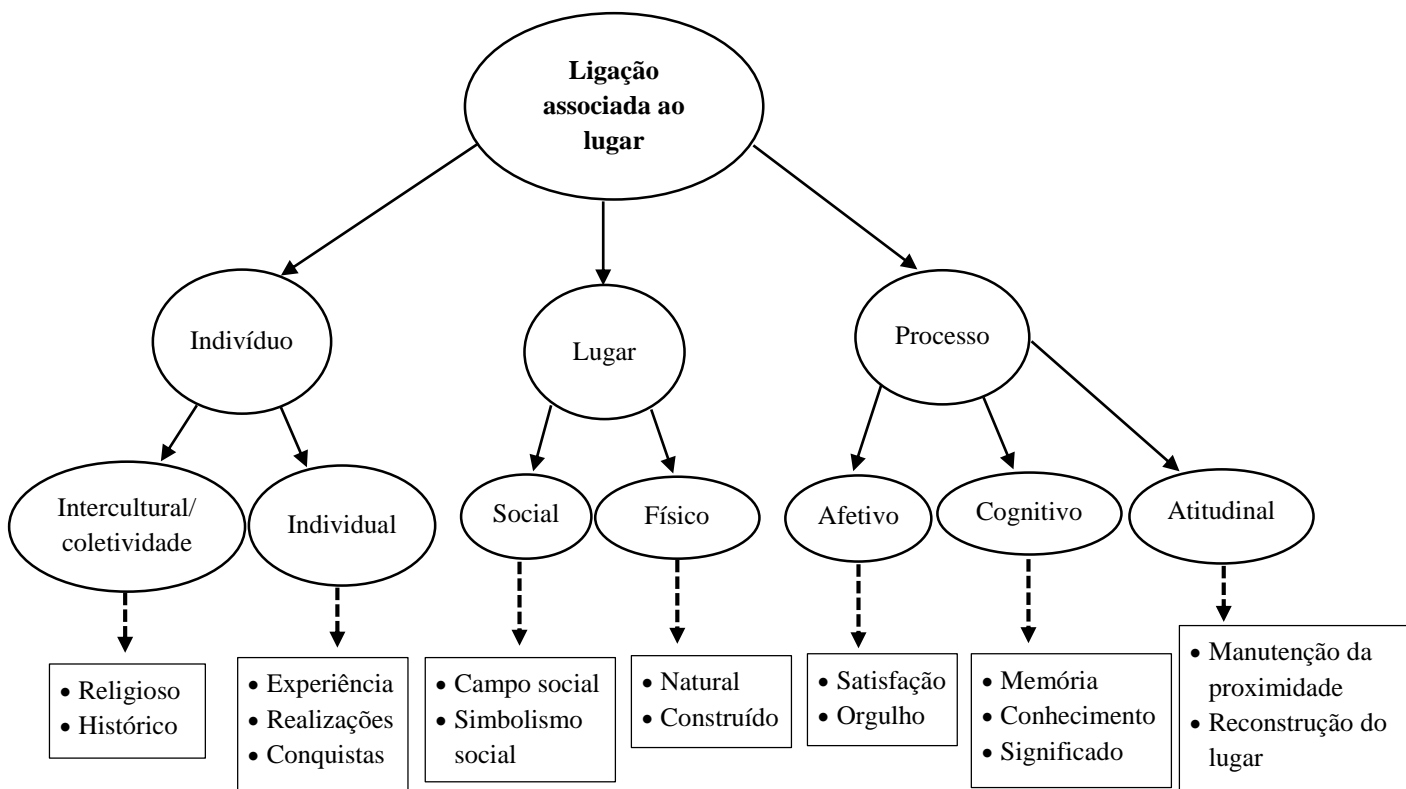 Ligação
associada ao
lugar
Indivíduo
Lugar
Processo
Intercultural/
coletividade
Individual
Social
Físico
Afetivo
Cognitivo
Atitudinal
• Religioso
• Histórico
• Experiência
• Realizações
• Conquistas
• Campo social
• Simbolismo
social
• Natural
• Construído
• Satisfação
• Orgulho
• Memória
• Conhecimento
• Significado
• Manutenção da
proximidade
• Reconstrução do
lugar